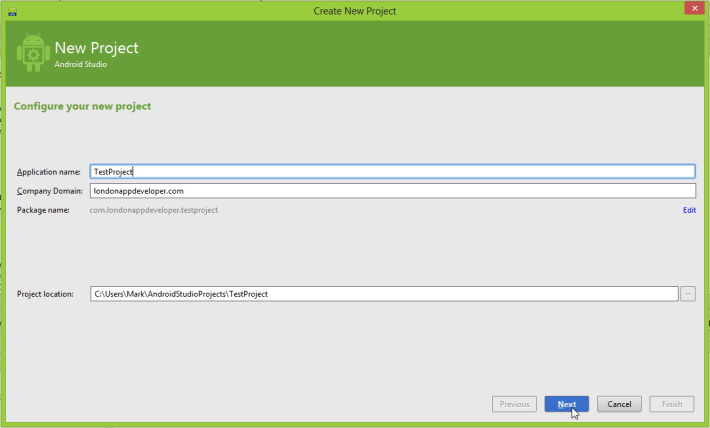 Create New Project
New Project
Android Studio
Configure your new project
Application name: TestProject
Company Domain: londonappdeveloper.com
Package name: com.londonappdeveloper.testproject Edit
Project location: C:\Users\Mark\AndroidStudioProjects\TestProject ...
Previous Next Cancel Finish